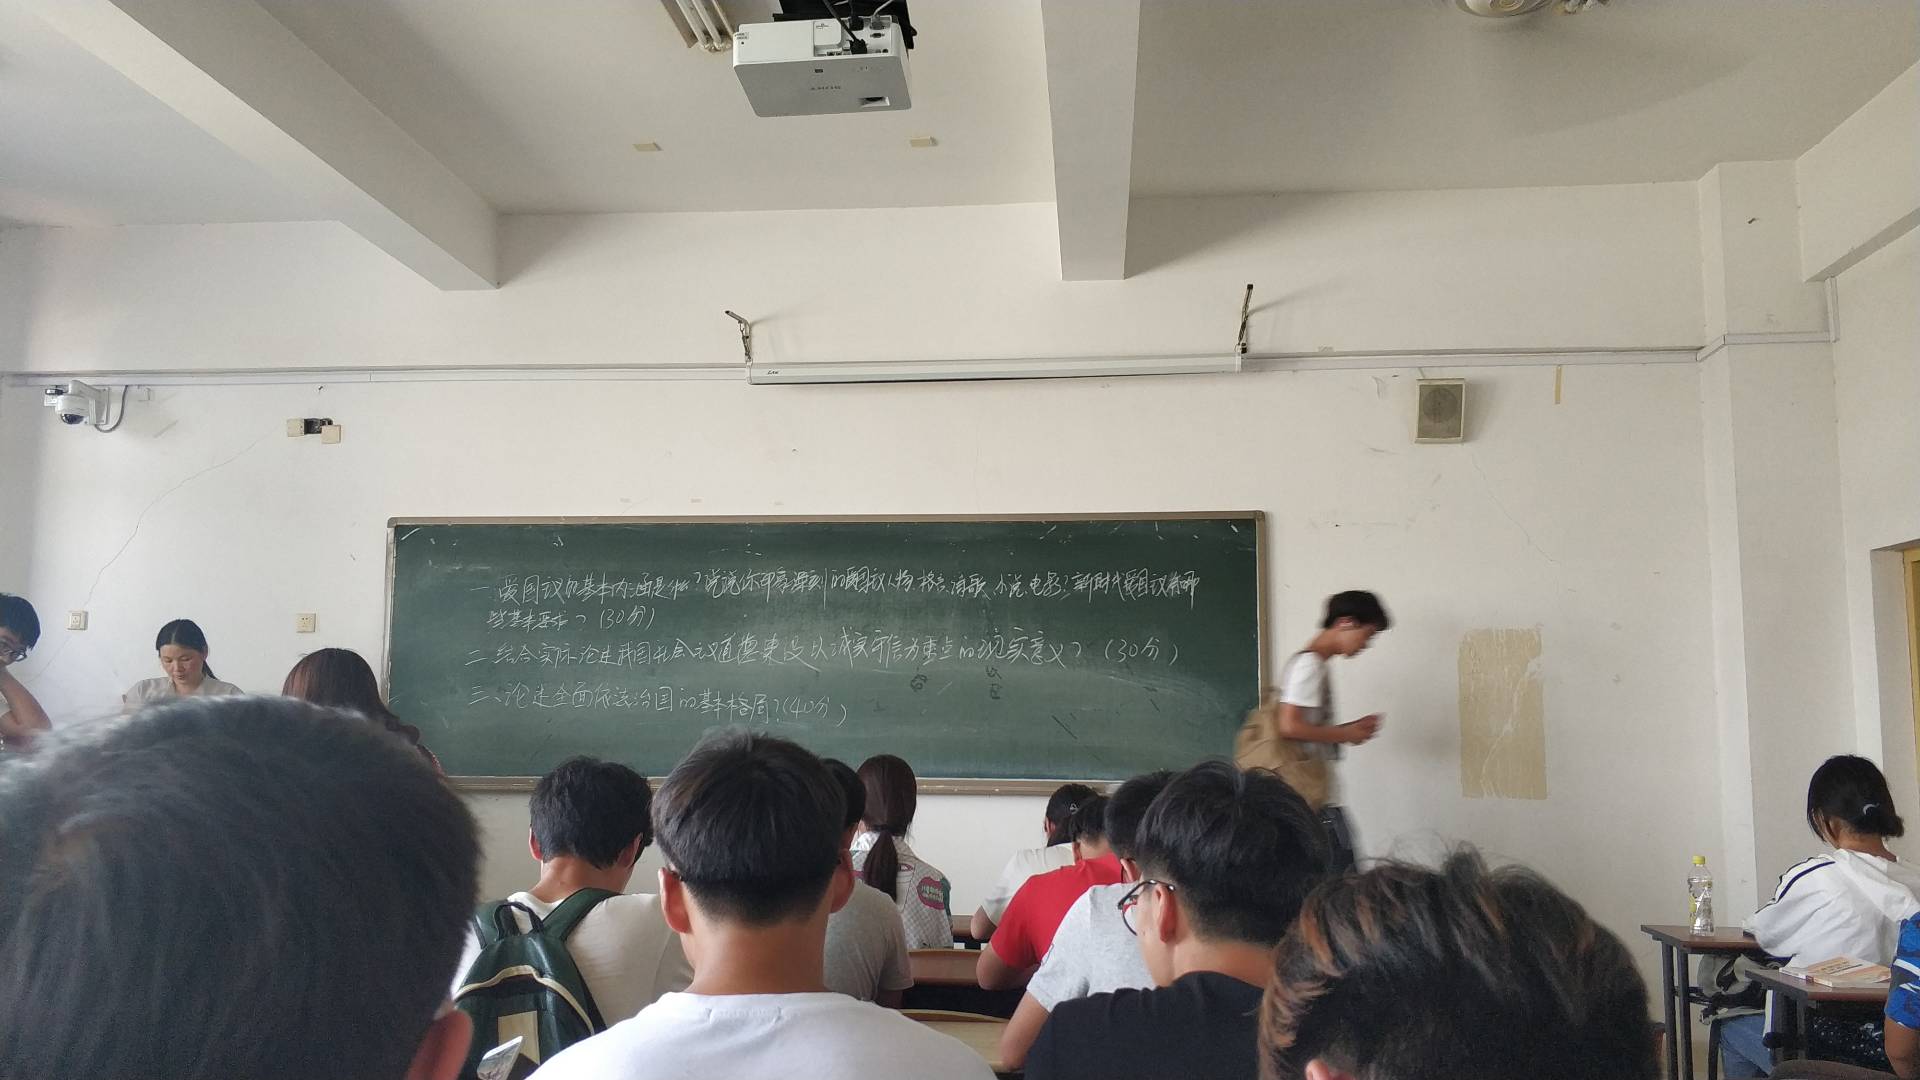 SONY
一、爱国主义的基本内涵是什么?说说你印象深刻的爱国主义人物、格言、诗歌、小说、电影?新时代爱国主义有哪
些基本要求?(30分)
二、结合实际论述我国社会主义道德建设以诚实守信为重点的现实意义?(30分)
三、论述全面依法治国的基本格局?(40分)